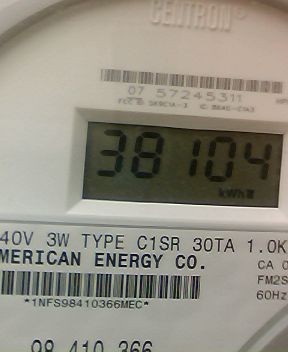 CENTRON®
07 57245311
38104
kWh
40V 3W TYPE C1SR 30TA 1.0K
MERICAN ENERGY CO.
CA 0
FM2S
60Hz
*1NFS98410366MEC*
98 410 366